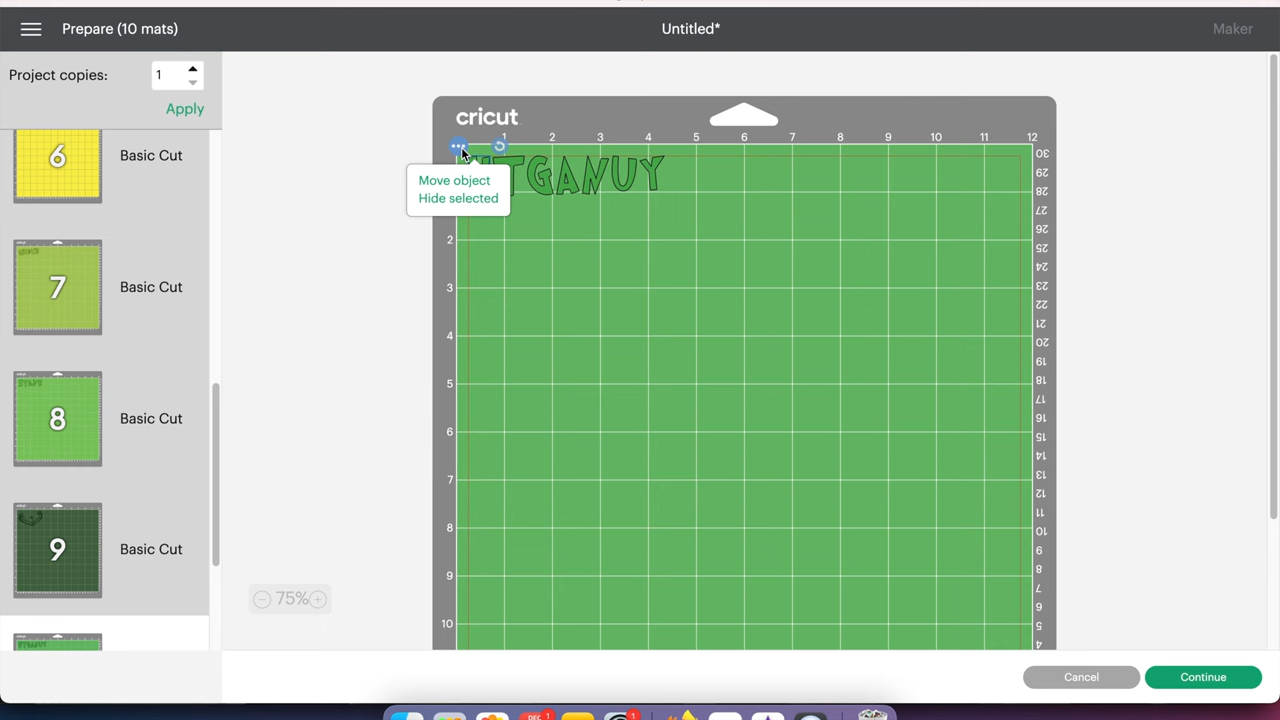 Prepare (10 mats)
Untitled*
Maker
Project copies:
1
Apply
6
Basic Cut
7
Basic Cut
8
Basic Cut
9
Basic Cut
cricut
1 2 3 4 5 6 7 8 9 10 11 12
TGANUY
Move object
Hide selected
2
3
4
5
6
7
8
9
10
30
29
28
27
26
25
24
23
22
21
20
19
18
17
16
15
14
13
12
11
10
9
8
7
6
5
4
75%
Cancel
Continue
DEC 1
1